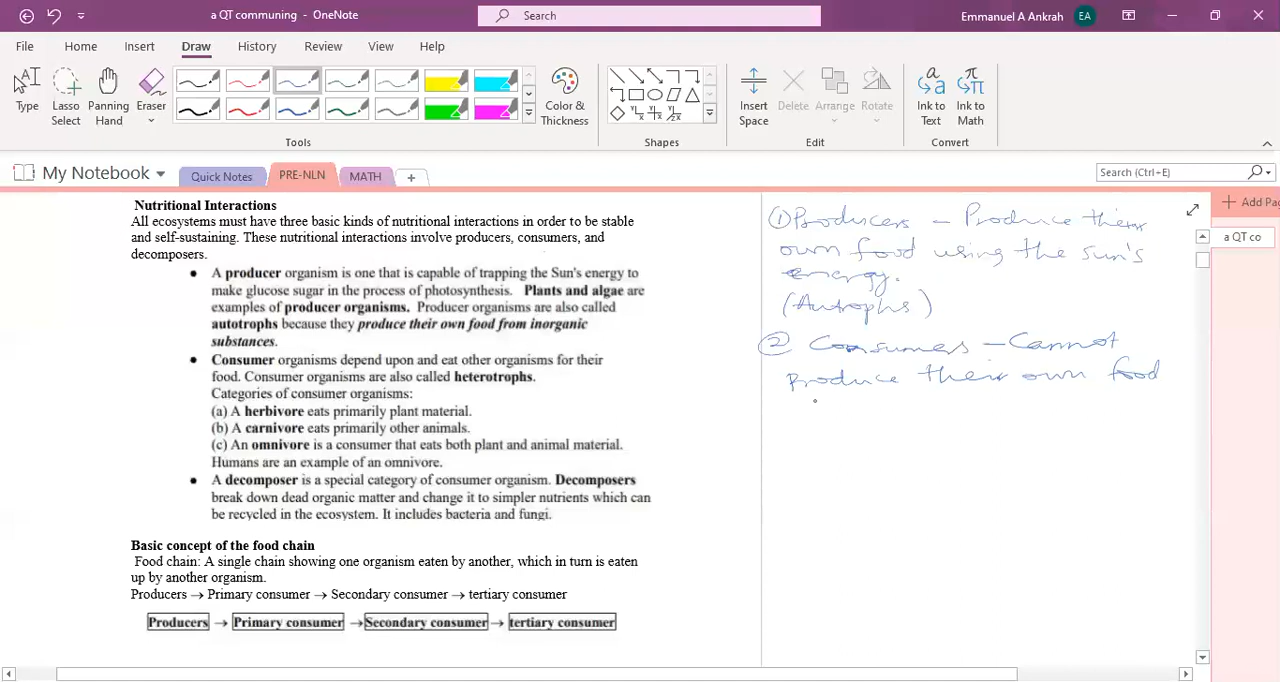 a QT communing - OneNote
Search
Emmanuel A Ankrah
EA
File
Home
Insert
Draw
History
Review
View
Help
Type
Lasso Select
Panning Hand
Eraser
Color & Thickness
Insert Space
Delete
Arrange
Rotate
Ink to Text
Ink to Math
Tools
Shapes
Edit
Convert
My Notebook
Quick Notes
PRE-NLN
MATH
+
Search (Ctrl+E)
Add Pag
a QT co
Nutritional Interactions
All ecosystems must have three basic kinds of nutritional interactions in order to be stable
and self-sustaining. These nutritional interactions involve producers, consumers, and
decomposers.
• A producer organism is one that is capable of trapping the Sun's energy to
make glucose sugar in the process of photosynthesis. Plants and algae are
examples of producer organisms. Producer organisms are also called
autotrophs because they produce their own food from inorganic
substances.
• Consumer organisms depend upon and eat other organisms for their
food. Consumer organisms are also called heterotrophs.
Categories of consumer organisms:
(a) A herbivore eats primarily plant material.
(b) A carnivore eats primarily other animals.
(c) An omnivore is a consumer that eats both plant and animal material.
Humans are an example of an omnivore.
• A decomposer is a special category of consumer organism. Decomposers
break down dead organic matter and change it to simpler nutrients which can
be recycled in the ecosystem. It includes bacteria and fungi.
Basic concept of the food chain
Food chain: A single chain showing one organism eaten by another, which in turn is eaten
up by another organism.
Producers → Primary consumer → Secondary consumer → tertiary consumer
Producers → Primary consumer → Secondary consumer → tertiary consumer
① Producers - Produce their
own food using the sun's
energy.
(Autrophs)
② Consumers - Cannot
Produce their own food